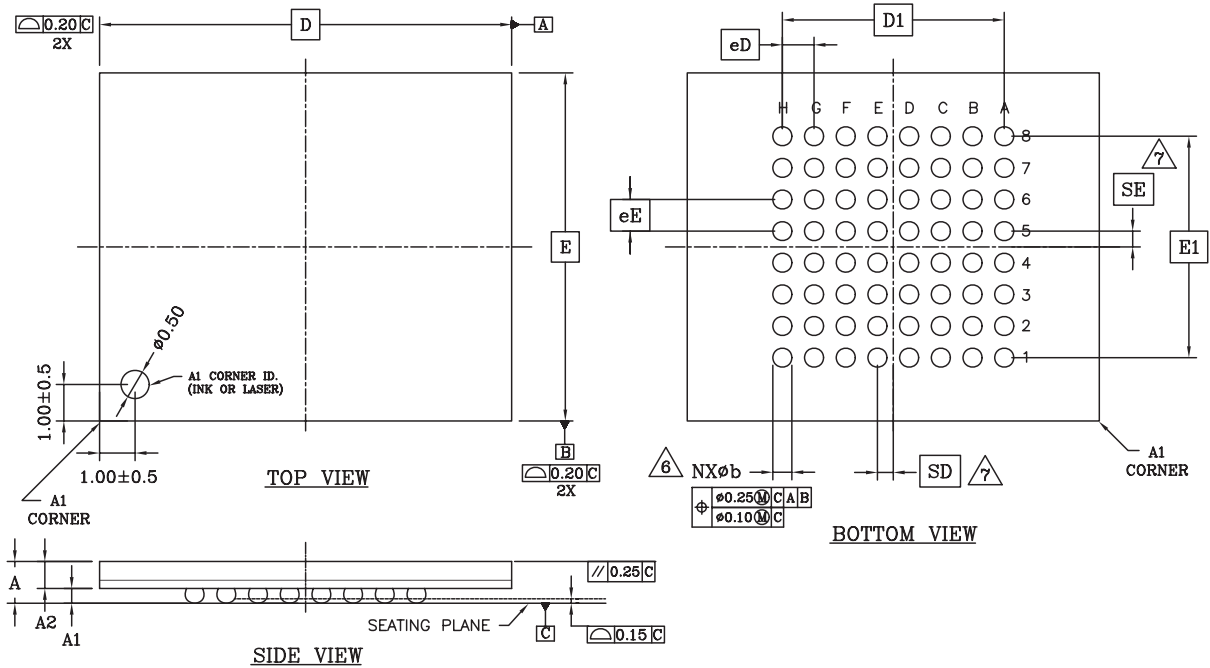 ⌓ 0.20 C
2X
D
A
E
B
⌓ 0.20 C
2X
ø0.50
A1 CORNER ID.
(INK OR LASER)
1.00±0.5
1.00±0.5
TOP VIEW
A1
CORNER
D1
eD
H G F E D C B A
8
7
6
5
4
3
2
1
7
SE
eE
E1
6 NXøb
⌖ ø0.25 Ⓜ C A B
ø0.10 Ⓜ C
SD 7
A1
CORNER
BOTTOM VIEW
A
A2
A1
// 0.25 C
SEATING PLANE
C
⌓ 0.15 C
SIDE VIEW